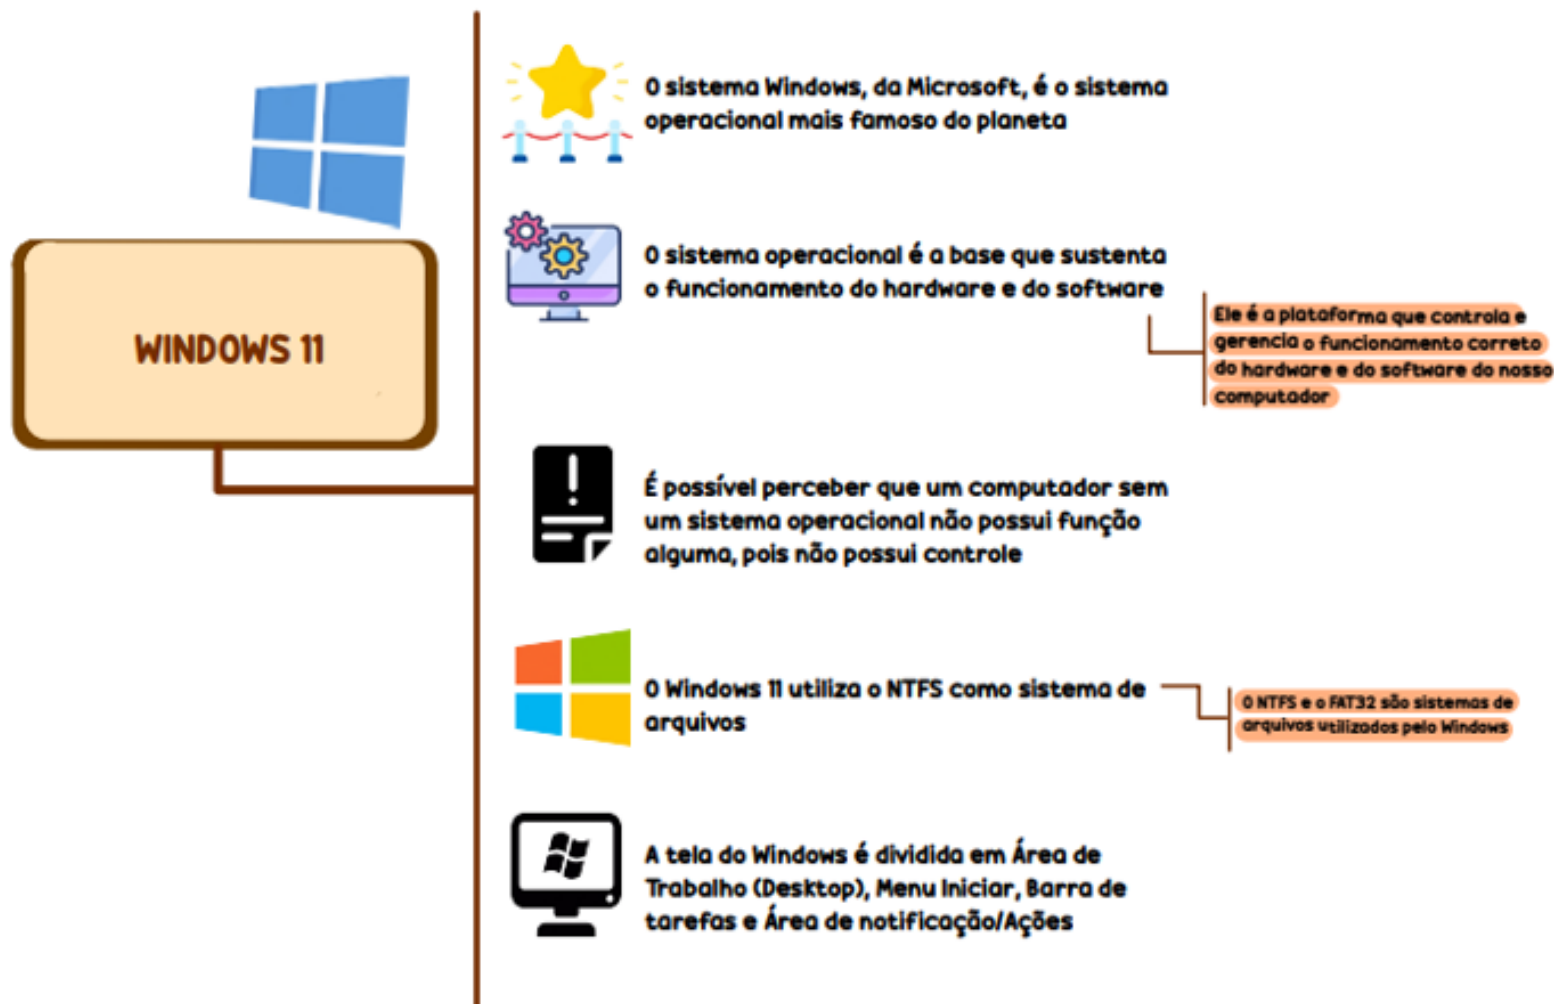 WINDOWS 11
O sistema Windows, da Microsoft, é o sistema
operacional mais famoso do planeta
O sistema operacional é a base que sustenta
o funcionamento do hardware e do software
Ele é a plataforma que controla e
gerencia o funcionamento correto
do hardware e do software do nosso
computador
É possível perceber que um computador sem
um sistema operacional não possui função
alguma, pois não possui controle
O Windows 11 utiliza o NTFS como sistema de
arquivos
O NTFS e o FAT32 são sistemas de
arquivos utilizados pelo Windows
A tela do Windows é dividida em Área de
Trabalho (Desktop), Menu Iniciar, Barra de
tarefas e Área de notificação/Ações